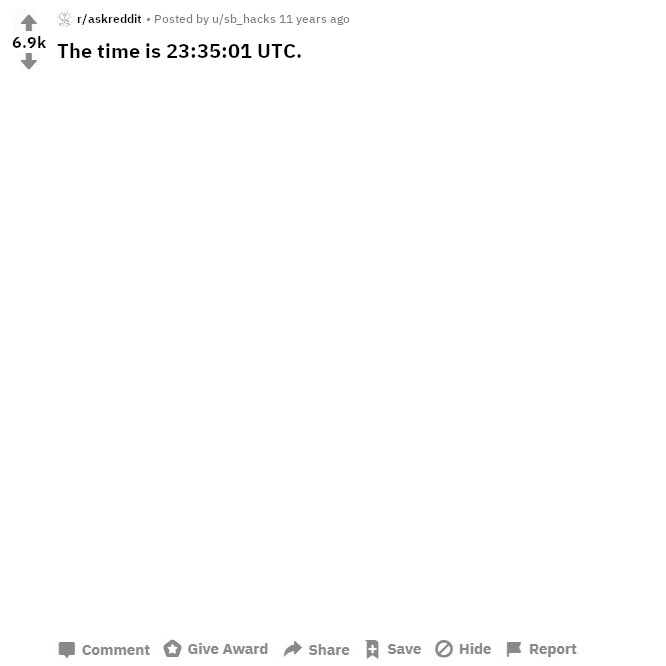 r/askreddit • Posted by u/sb_hacks 11 years ago
6.9k
The time is 23:35:01 UTC.
Comment Give Award Share Save Hide Report